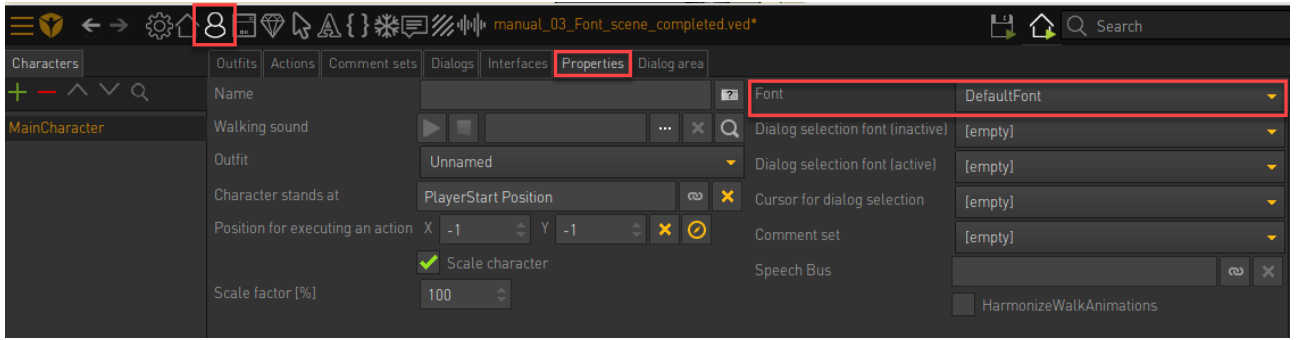 manual_03_Font_scene_completed.ved*
Search
Characters
Outfits Actions Comment sets Dialogs Interfaces Properties Dialog area
MainCharacter
Name
Walking sound
...
Outfit Unnamed
Character stands at PlayerStart Position
Position for executing an action X -1 Y -1
Scale character
Scale factor [%] 100
Font DefaultFont
Dialog selection font (inactive) [empty]
Dialog selection font (active) [empty]
Cursor for dialog selection [empty]
Comment set [empty]
Speech Bus
HarmonizeWalkAnimations